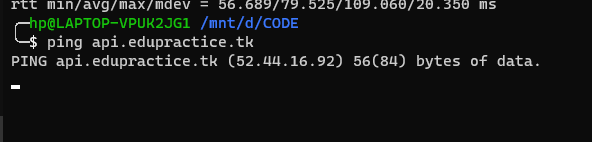 rtt min/avg/max/mdev = 56.689/79.525/109.060/20.350 ms
hp@LAPTOP-VPUK2JG1 /mnt/d/CODE
$ ping api.edupractice.tk
PING api.edupractice.tk (52.44.16.92) 56(84) bytes of data.